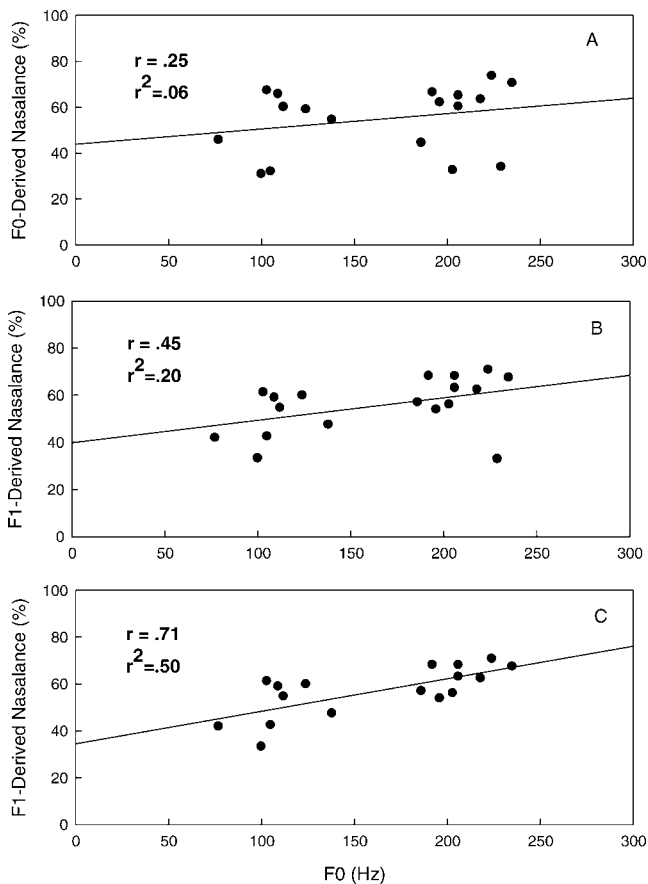 100
80
60
40
20
0
F0-Derived Nasalance (%)
r = .25
r²=.06
A
0 50 100 150 200 250 300
100
80
60
40
20
0
F1-Derived Nasalance (%)
r = .45
r²=.20
B
0 50 100 150 200 250 300
100
80
60
40
20
0
F1-Derived Nasalance (%)
r = .71
r²=.50
C
0 50 100 150 200 250 300
F0 (Hz)